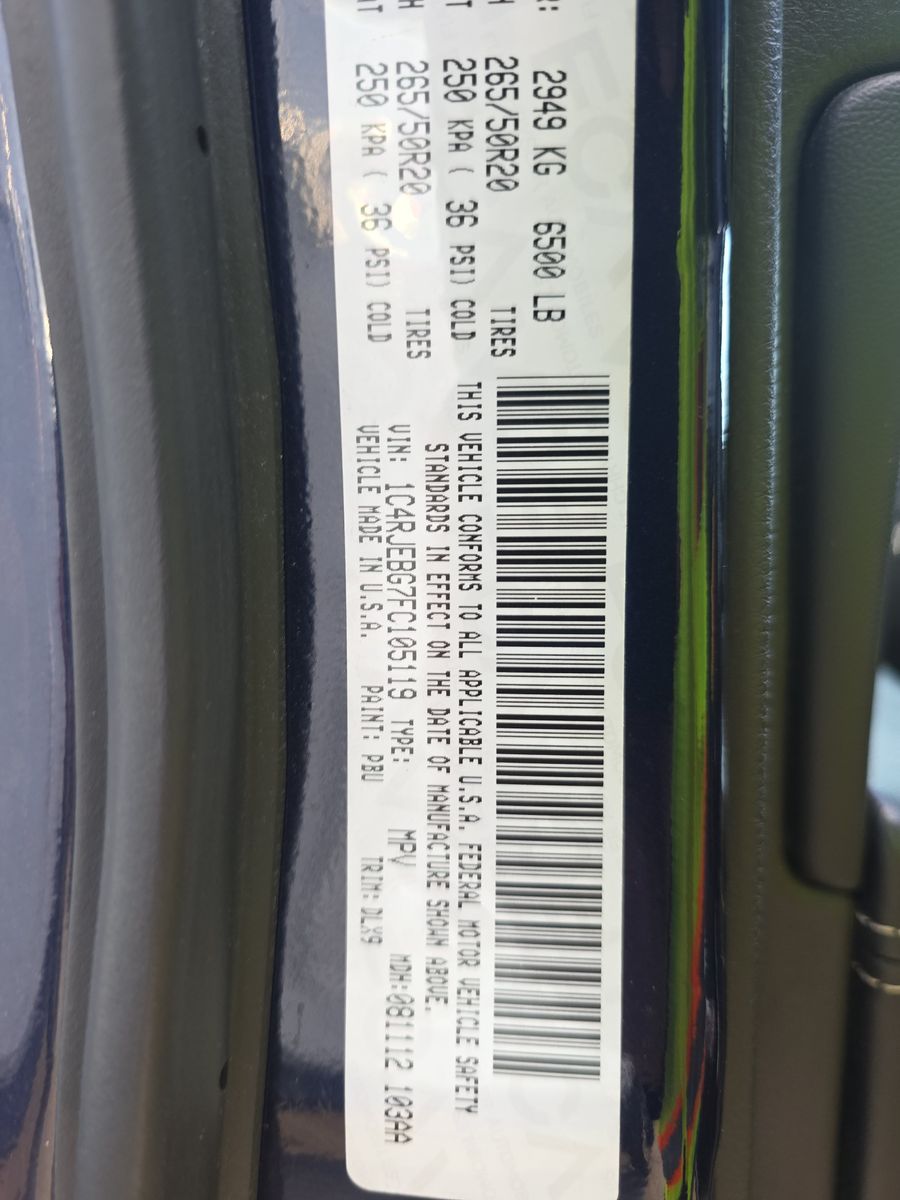 R: 2949 KG 6500 LB
265/50R20 TIRES
250 KPA ( 36 PSI) COLD
265/50R20 TIRES
250 KPA ( 36 PSI) COLD
THIS VEHICLE CONFORMS TO ALL APPLICABLE U.S.A. FEDERAL MOTOR VEHICLE SAFETY
STANDARDS IN EFFECT ON THE DATE OF MANUFACTURE SHOWN ABOVE.
VIN: 1C4RJEBG7FC105119 TYPE: MPV MDH:081112 103AA
VEHICLE MADE IN U.S.A. PAINT: PBU TRIM: DLX9